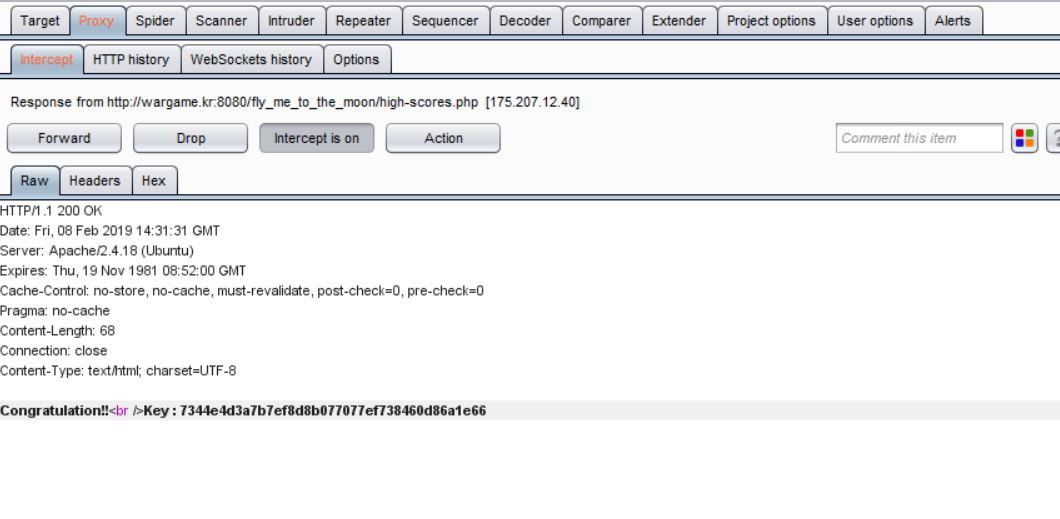 Target Proxy Spider Scanner Intruder Repeater Sequencer Decoder Comparer Extender Project options User options Alerts
Intercept HTTP history WebSockets history Options
Response from http://wargame.kr:8080/fly_me_to_the_moon/high-scores.php [175.207.12.40]
Forward Drop Intercept is on Action Comment this item ?
Raw Headers Hex
HTTP/1.1 200 OK
Date: Fri, 08 Feb 2019 14:31:31 GMT
Server: Apache/2.4.18 (Ubuntu)
Expires: Thu, 19 Nov 1981 08:52:00 GMT
Cache-Control: no-store, no-cache, must-revalidate, post-check=0, pre-check=0
Pragma: no-cache
Content-Length: 68
Connection: close
Content-Type: text/html; charset=UTF-8
Congratulation!!<br />Key : 7344e4d3a7b7ef8d8b077077ef738460d86a1e66